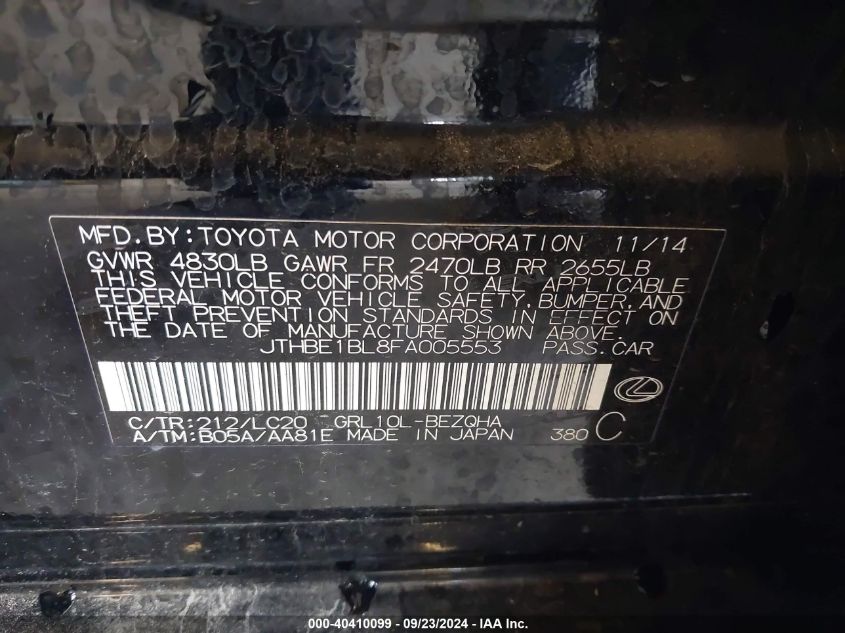 MFD.BY:TOYOTA MOTOR CORPORATION 11/14
GVWR 4830LB GAWR FR 2470LB RR 2655LB
THIS VEHICLE CONFORMS TO ALL APPLICABLE
FEDERAL MOTOR VEHICLE SAFETY,BUMPER,AND
THEFT PREVENTION STANDARDS IN EFFECT ON
THE DATE OF MANUFACTURE SHOWN ABOVE.
JTHBE1BL8FA005553 PASS.CAR
C/TR:212/LC20 GRL10L-BEZQHA
A/TM:B05A/AA81E MADE IN JAPAN 380 C
000-40410099 - 09/23/2024 - IAA Inc.